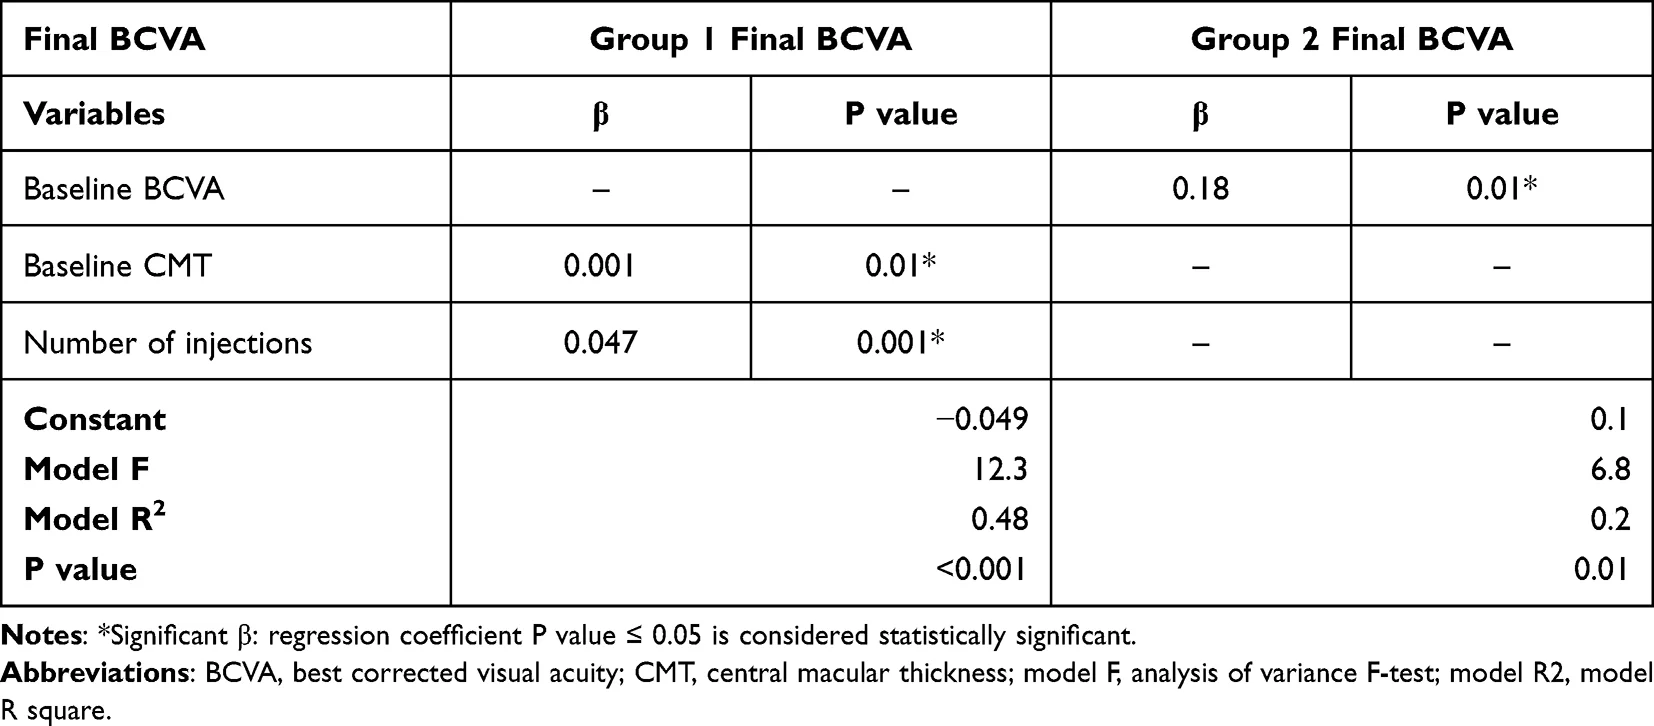 Final BCVA Group 1 Final BCVA Group 2 Final BCVA
Variables β P value β P value
Baseline BCVA – – 0.18 0.01*
Baseline CMT 0.001 0.01* – –
Number of injections 0.047 0.001* – –
Constant −0.049 0.1
Model F 12.3 6.8
Model R² 0.48 0.2
P value <0.001 0.01
Notes: *Significant β: regression coefficient P value ≤ 0.05 is considered statistically significant.
Abbreviations: BCVA, best corrected visual acuity; CMT, central macular thickness; model F, analysis of variance F-test; model R2, model
R square.